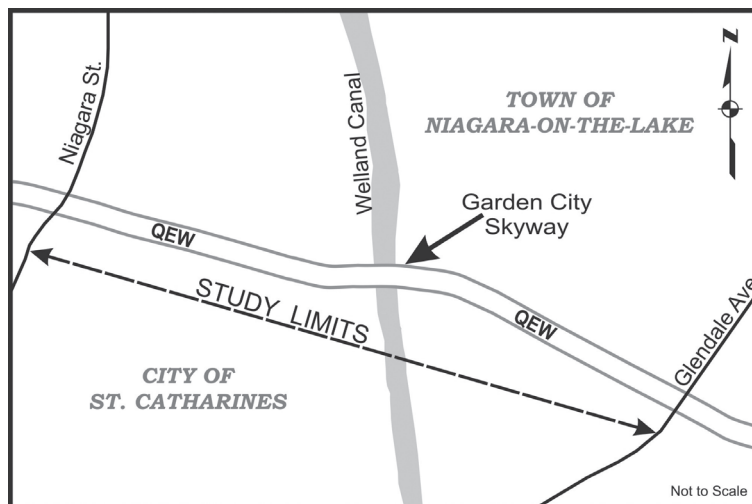 Niagara St.
Welland Canal
TOWN OF
NIAGARA-ON-THE-LAKE
Z
Garden City
Skyway
QEW
STUDY LIMITS
QEW
Glendale Ave
CITY OF
ST. CATHARINES
Not to Scale